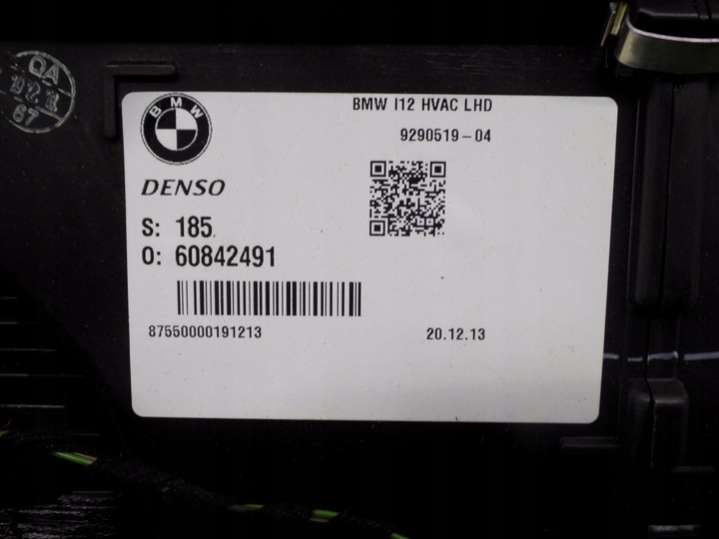 QA
67
BMW
BMW I12 HVAC LHD
9290519-04
DENSO
S: 185
O: 60842491
87550000191213
20.12.13